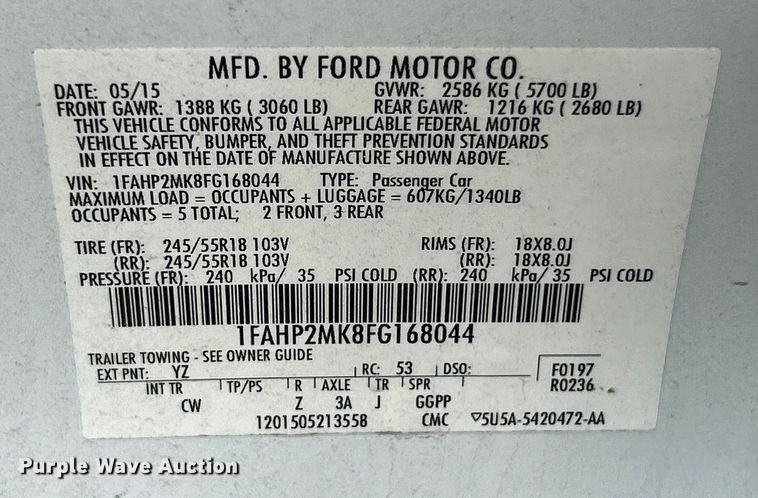 MFD. BY FORD MOTOR CO.
DATE: 05/15 GVWR: 2586 KG ( 5700 LB)
FRONT GAWR: 1388 KG ( 3060 LB) REAR GAWR: 1216 KG ( 2680 LB)
THIS VEHICLE CONFORMS TO ALL APPLICABLE FEDERAL MOTOR
VEHICLE SAFETY, BUMPER, AND THEFT PREVENTION STANDARDS
IN EFFECT ON THE DATE OF MANUFACTURE SHOWN ABOVE.
VIN: 1FAHP2MK8FG168044 TYPE: Passenger Car
MAXIMUM LOAD = OCCUPANTS + LUGGAGE = 607KG/1340LB
OCCUPANTS = 5 TOTAL; 2 FRONT, 3 REAR
TIRE (FR): 245/55R18 103V RIMS (FR): 18X8.0J
(RR): 245/55R18 103V (RR): 18X8.0J
PRESSURE (FR): 240 kPa/ 35 PSI COLD (RR): 240 kPa/ 35 PSI COLD
1FAHP2MK8FG168044
TRAILER TOWING - SEE OWNER GUIDE
EXT PNT: YZ RC: 53 DSO: F0197
INT TR TP/PS R AXLE TR SPR R0236
CW Z 3A J GGPP
12015052135​58 CMC ▽5U5A-5420472-AA
Purple Wave Auction